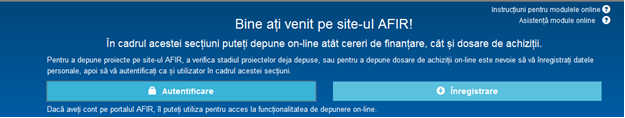 Instrucțiuni pentru modulele online
Asistență module online
Bine ați venit pe site-ul AFIR!
În cadrul acestei secțiuni puteți depune on-line atât cereri de finanțare, cât și dosare de achiziții.
Pentru a depune proiecte pe site-ul AFIR, a verifica stadiul proiectelor deja depuse, sau pentru a depune dosare de achiziții on-line este nevoie să vă înregistrați datele
personale, apoi să vă autentificați ca și utilizator în cadrul acestei secțiuni.
Autentificare
Înregistrare
Dacă aveți cont pe portalul AFIR, îl puteți utiliza pentru acces la funcționalitatea de depunere on-line.